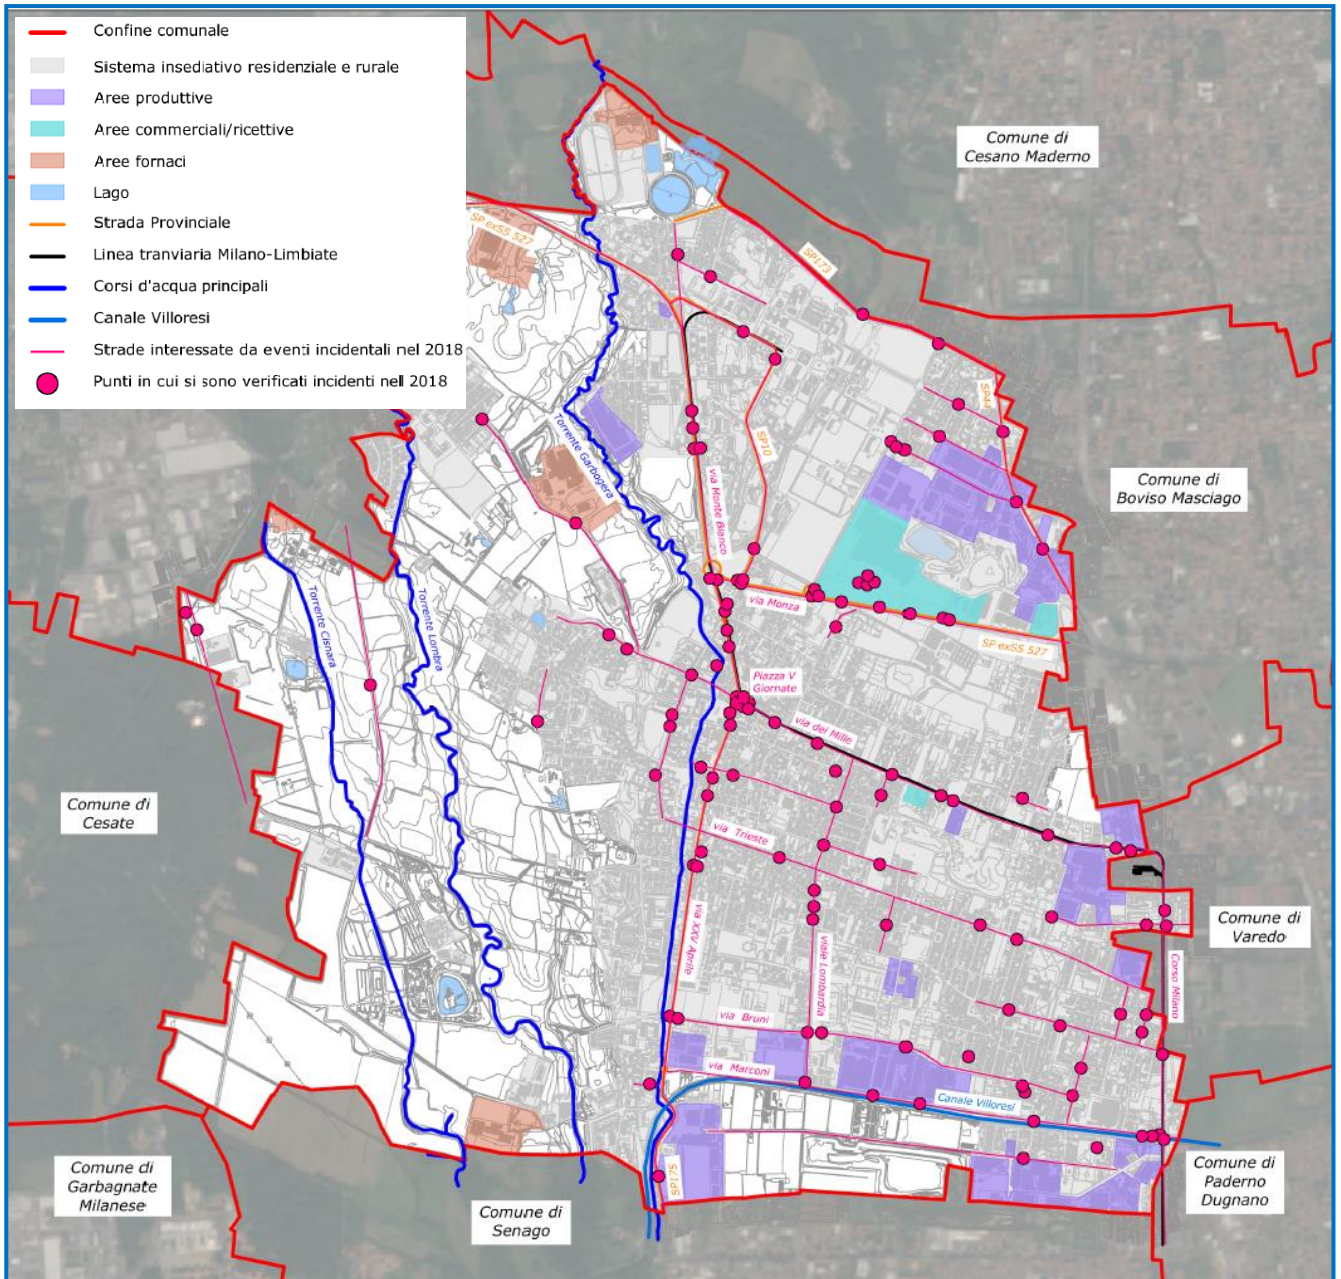 Confine comunale
Sistema insediativo residenziale e rurale
Aree produttive
Aree commerciali/ricettive
Aree fornaci
Lago
Strada Provinciale
Linea tranviaria Milano-Limbiate
Corsi d'acqua principali
Canale Villoresi
Strade interessate da eventi incidentali nel 2018
Punti in cui si sono verificati incidenti nel 2018
Comune di
Cesano Maderno
SP exSS 527
SP173
SP44
Torrente Garbogera
SP10
via Monte Bianco
Comune di
Boviso Masciago
Torrente Cisnara
Torrente Lombra
via Monza
SP exSS 527
Piazza V
Giornate
via dei Mille
Comune di
Cesate
via Trieste
via XXV Aprile
viale Lombardia
Comune di
Varedo
Corso Milano
via Bruni
via Marconi
Canale Villoresi
SP175
Comune di
Garbagnate
Milanese
Comune di
Senago
Comune di
Paderno
Dugnano